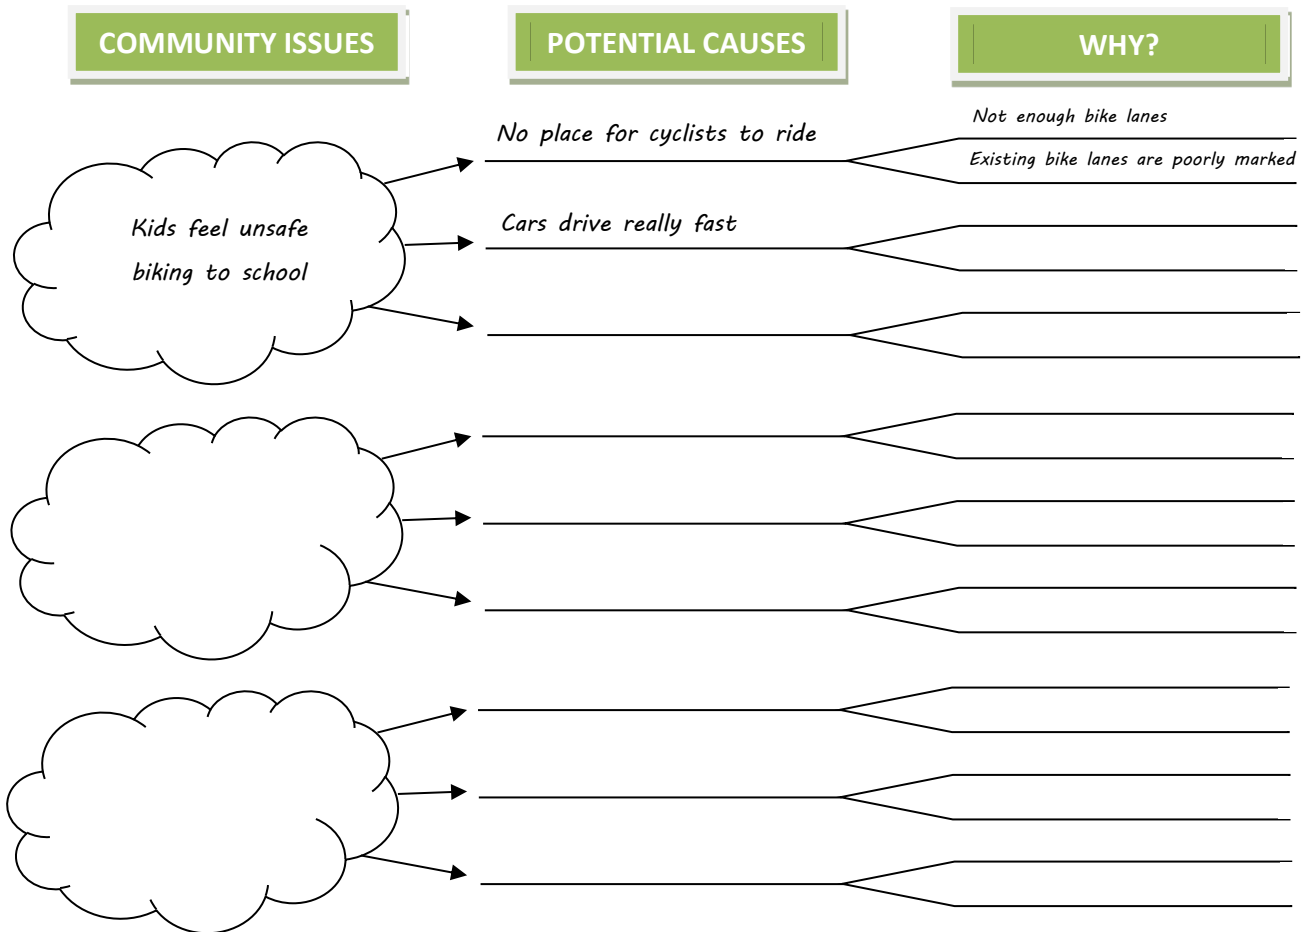 COMMUNITY ISSUES
POTENTIAL CAUSES
WHY?
Kids feel unsafe
biking to school
No place for cyclists to ride
Not enough bike lanes
Existing bike lanes are poorly marked
Cars drive really fast